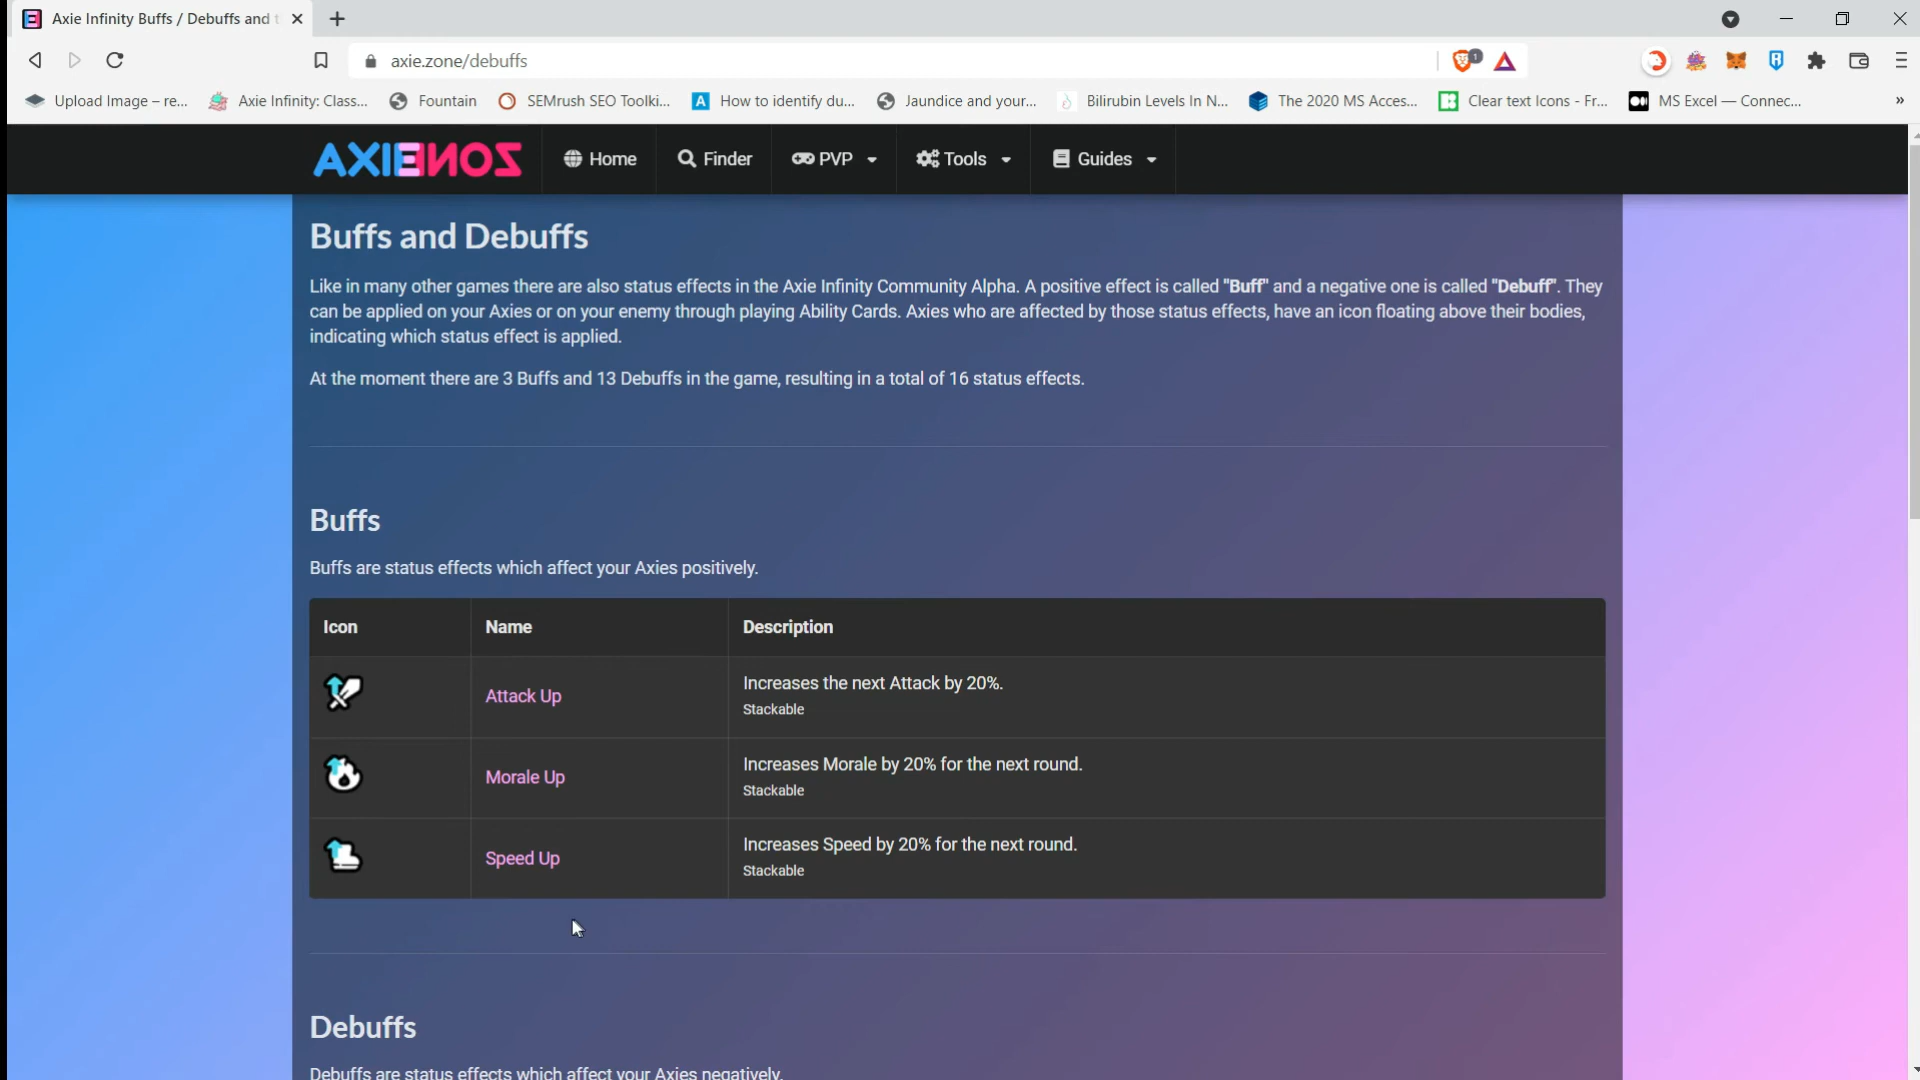 Axie Infinity Buffs / Debuffs and t
axie.zone/debuffs
1
Upload Image – re...
Axie Infinity: Class...
Fountain
SEMrush SEO Toolki...
How to identify du...
Jaundice and your...
Bilirubin Levels In N...
The 2020 MS Acces...
Clear text Icons - Fr...
MS Excel — Connec...
»
AXIE ZONE
Home
Finder
PVP
Tools
Guides
Buffs and Debuffs
Like in many other games there are also status effects in the Axie Infinity Community Alpha. A positive effect is called "Buff" and a negative one is called "Debuff". They
can be applied on your Axies or on your enemy through playing Ability Cards. Axies who are affected by those status effects, have an icon floating above their bodies,
indicating which status effect is applied.
At the moment there are 3 Buffs and 13 Debuffs in the game, resulting in a total of 16 status effects.
Buffs
Buffs are status effects which affect your Axies positively.
Icon Name Description
Attack Up
Increases the next Attack by 20%.
Stackable
Morale Up
Increases Morale by 20% for the next round.
Stackable
Speed Up
Increases Speed by 20% for the next round.
Stackable
Debuffs
Debuffs are status effects which affect your Axies negatively.